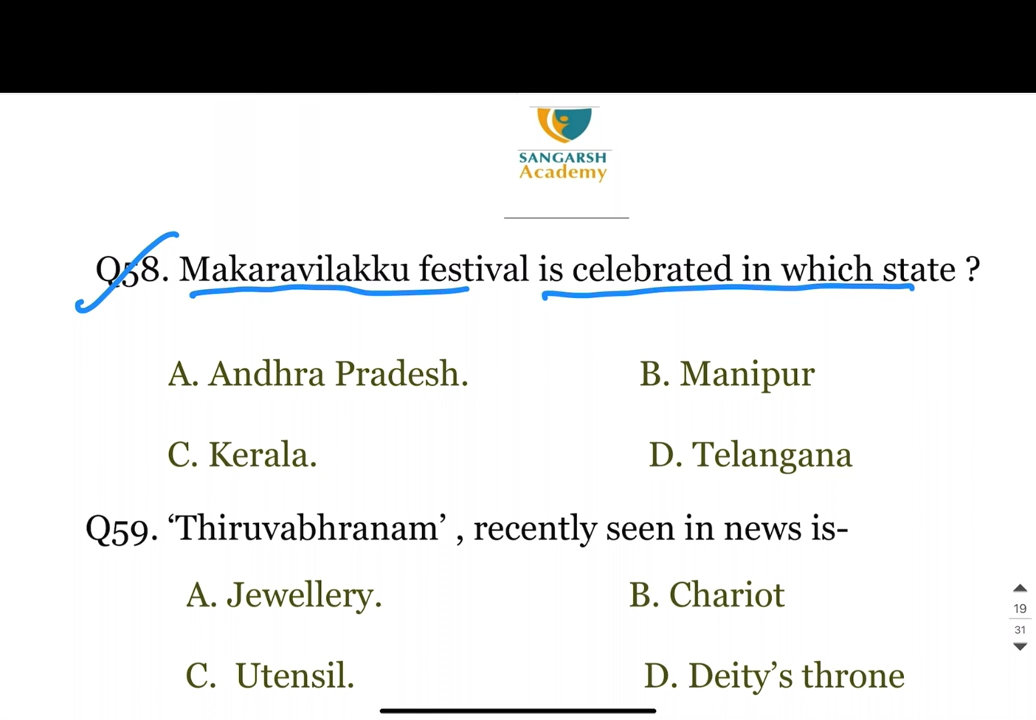 SANGARSH
Academy
Q58. Makaravilakku festival is celebrated in which state ?
A. Andhra Pradesh. B. Manipur
C. Kerala. D. Telangana
Q59. ‘Thiruvabhranam’ , recently seen in news is-
A. Jewellery. B. Chariot
C. Utensil. D. Deity’s throne
19
31